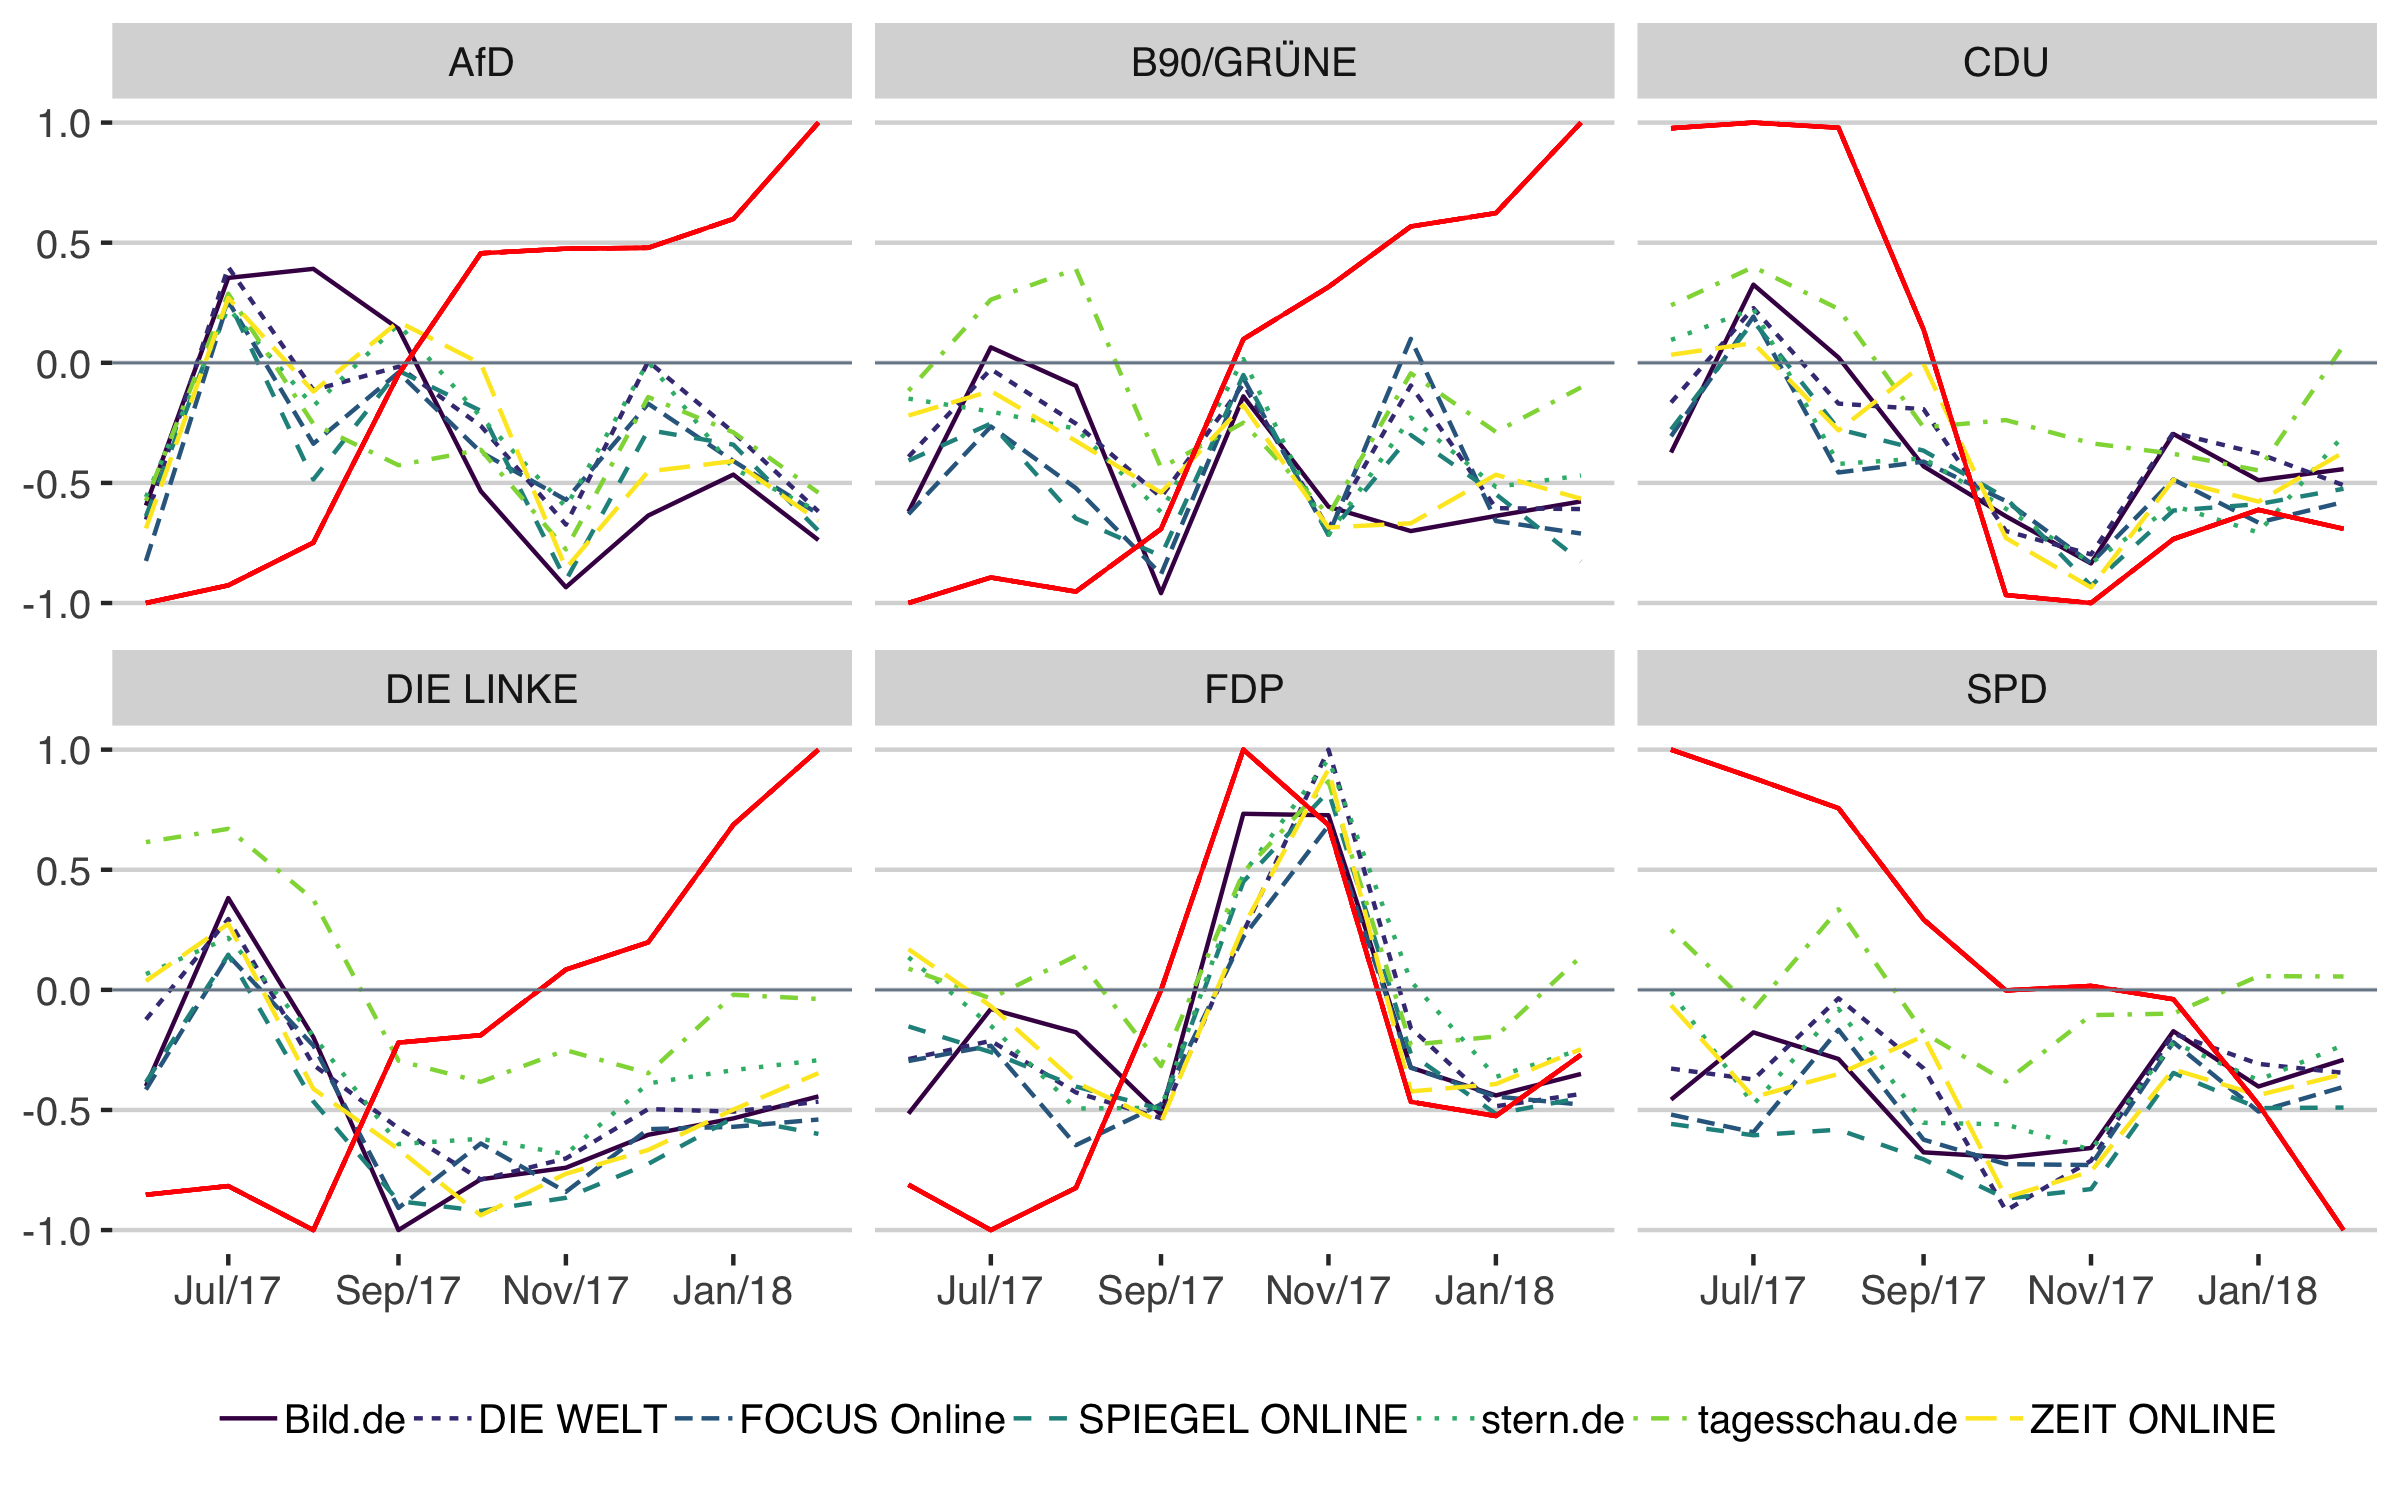 AfD B90/GRÜNE CDU
1.0
0.5
0.0
-0.5
-1.0
DIE LINKE FDP SPD
1.0
0.5
0.0
-0.5
-1.0
Jul/17 Sep/17 Nov/17 Jan/18 Jul/17 Sep/17 Nov/17 Jan/18 Jul/17 Sep/17 Nov/17 Jan/18
Bild.de DIE WELT FOCUS Online SPIEGEL ONLINE stern.de tagesschau.de ZEIT ONLINE